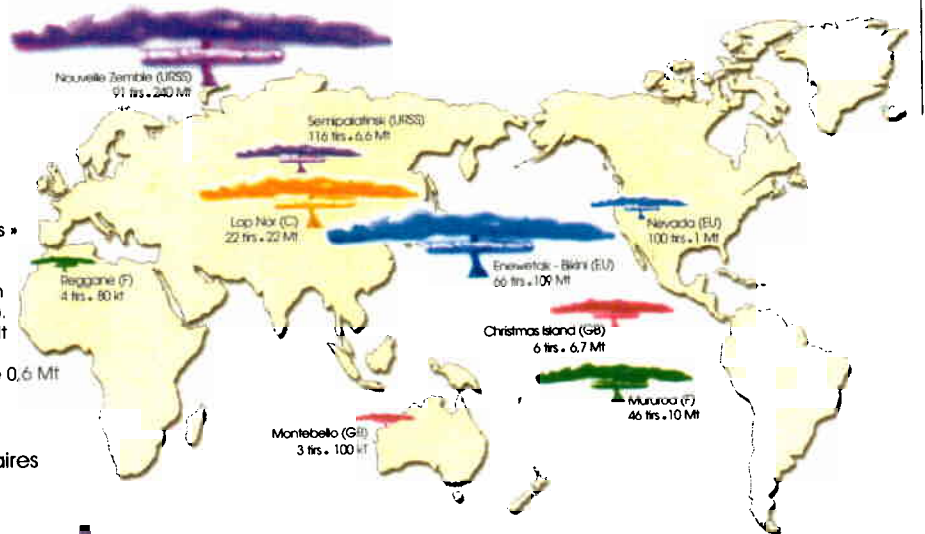 Nouvelle Zemble (URSS)
91 tirs . 240 Mt
Semipalatinsk (URSS)
116 tirs . 6,6 Mt
Lop Nor (C)
22 tirs . 22 Mt
Nevada (EU)
100 tirs . 1 Mt
Enewetak - Bikini (EU)
66 tirs . 109 Mt
s »
Reggane (F)
4 tirs . 80 kt
Christmas Island (GB)
6 tirs . 6,7 Mt
0,6 Mt
Mururoa (F)
46 tirs . 10 Mt
Montebello (GB)
3 tirs . 100 kT
aires